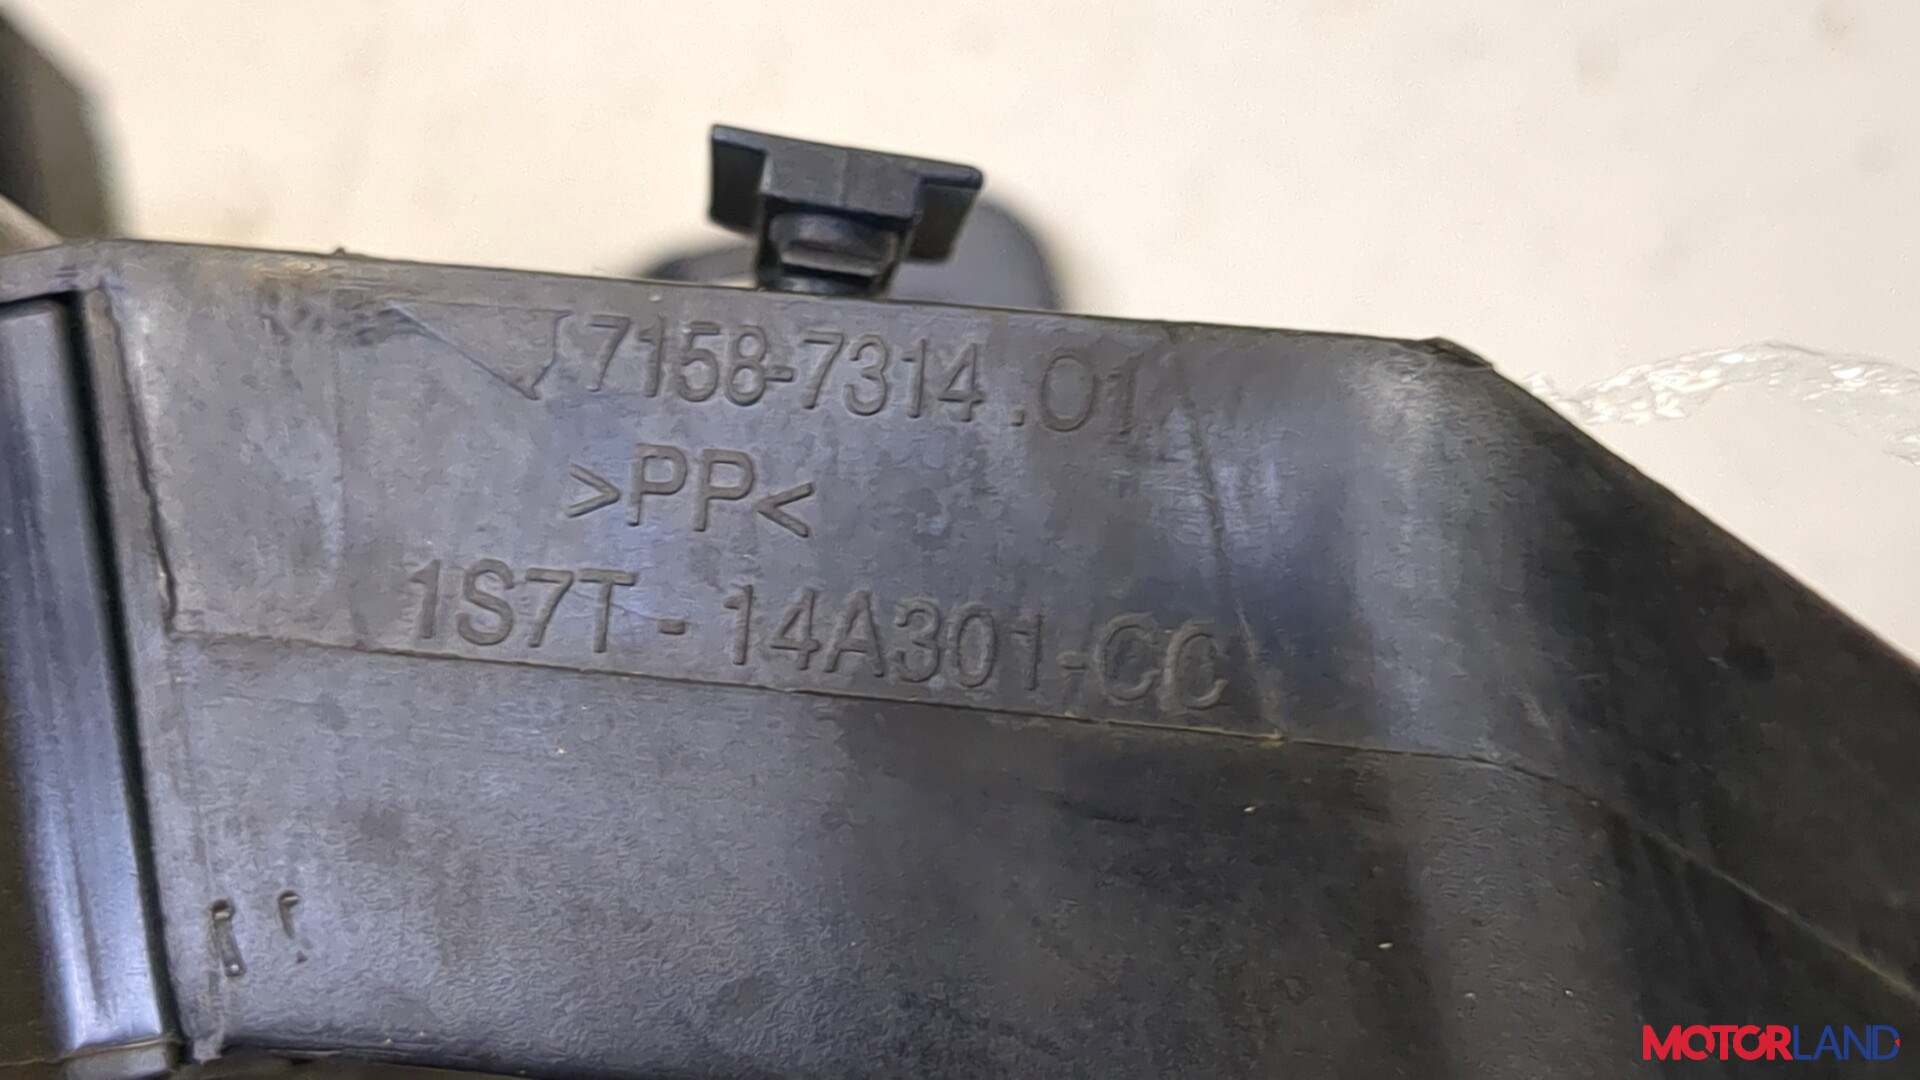 7158-7314.01
>PP<
1S7T-14A301-CC
MOTORLAND